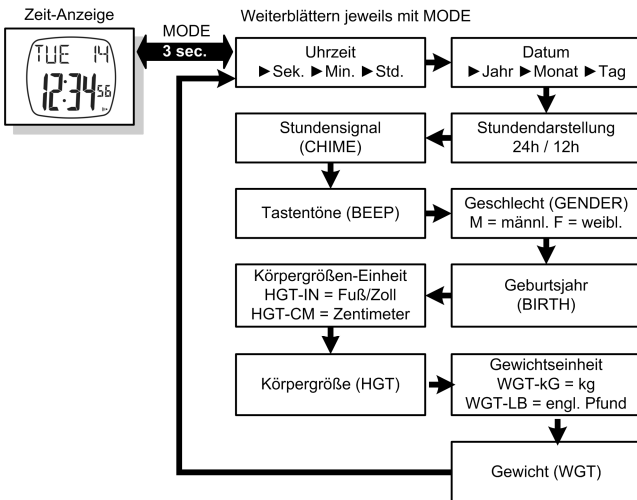 Zeit-Anzeige
Weiterblättern jeweils mit MODE
MODE
3 sec.
TUE 14
12:34 56
Uhrzeit
►Sek. ►Min. ►Std.
Datum
►Jahr ►Monat ►Tag
Stundensignal
(CHIME)
Stundendarstellung
24h / 12h
Tastentöne (BEEP)
Geschlecht (GENDER)
M = männl. F = weibl.
Körpergrößen-Einheit
HGT-IN = Fuß/Zoll
HGT-CM = Zentimeter
Geburtsjahr
(BIRTH)
Körpergröße (HGT)
Gewichtseinheit
WGT-kG = kg
WGT-LB = engl. Pfund
Gewicht (WGT)